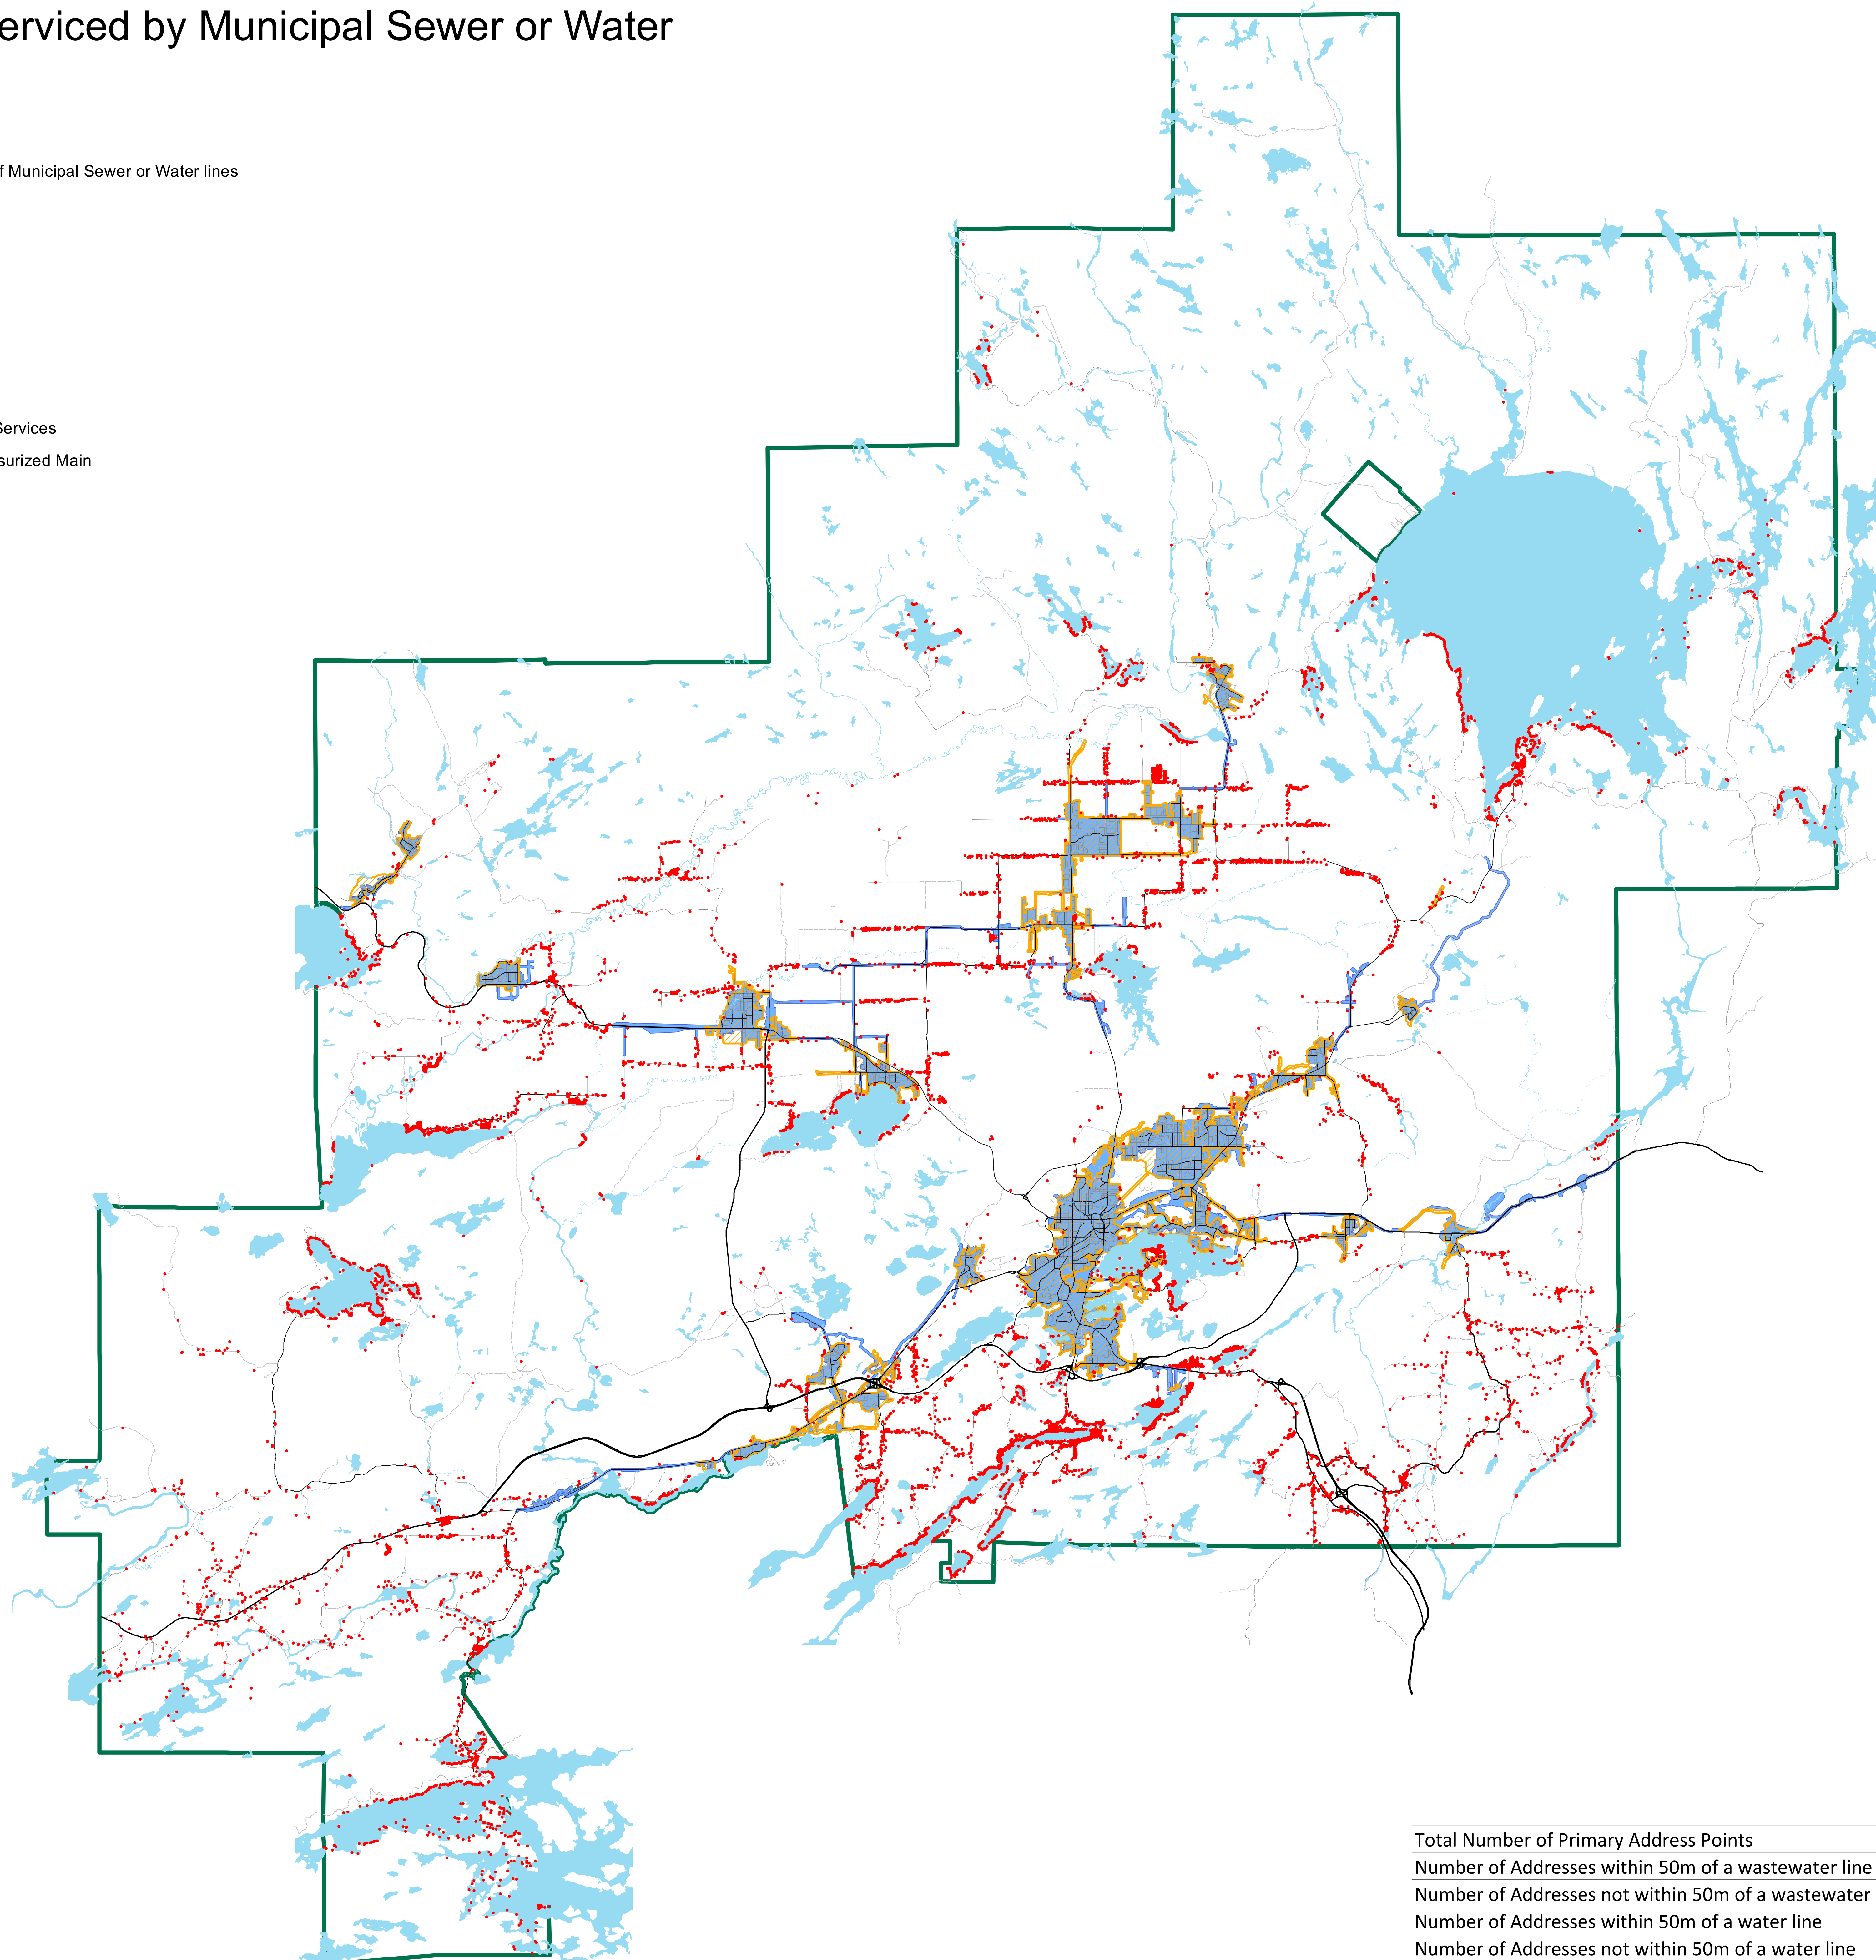 erviced by Municipal Sewer or Water
f Municipal Sewer or Water lines
Services
surized Main
Total Number of Primary Address Points
Number of Addresses within 50m of a wastewater line
Number of Addresses not within 50m of a wastewater
Number of Addresses within 50m of a water line
Number of Addresses not within 50m of a water line